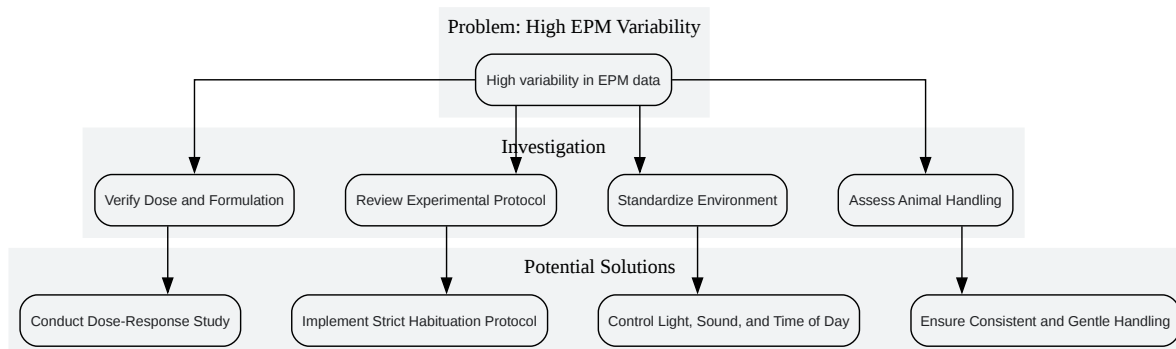 Problem: High EPM Variability
High variability in EPM data
Investigation
Verify Dose and Formulation
Review Experimental Protocol
Standardize Environment
Assess Animal Handling
Potential Solutions
Conduct Dose-Response Study
Implement Strict Habituation Protocol
Control Light, Sound, and Time of Day
Ensure Consistent and Gentle Handling